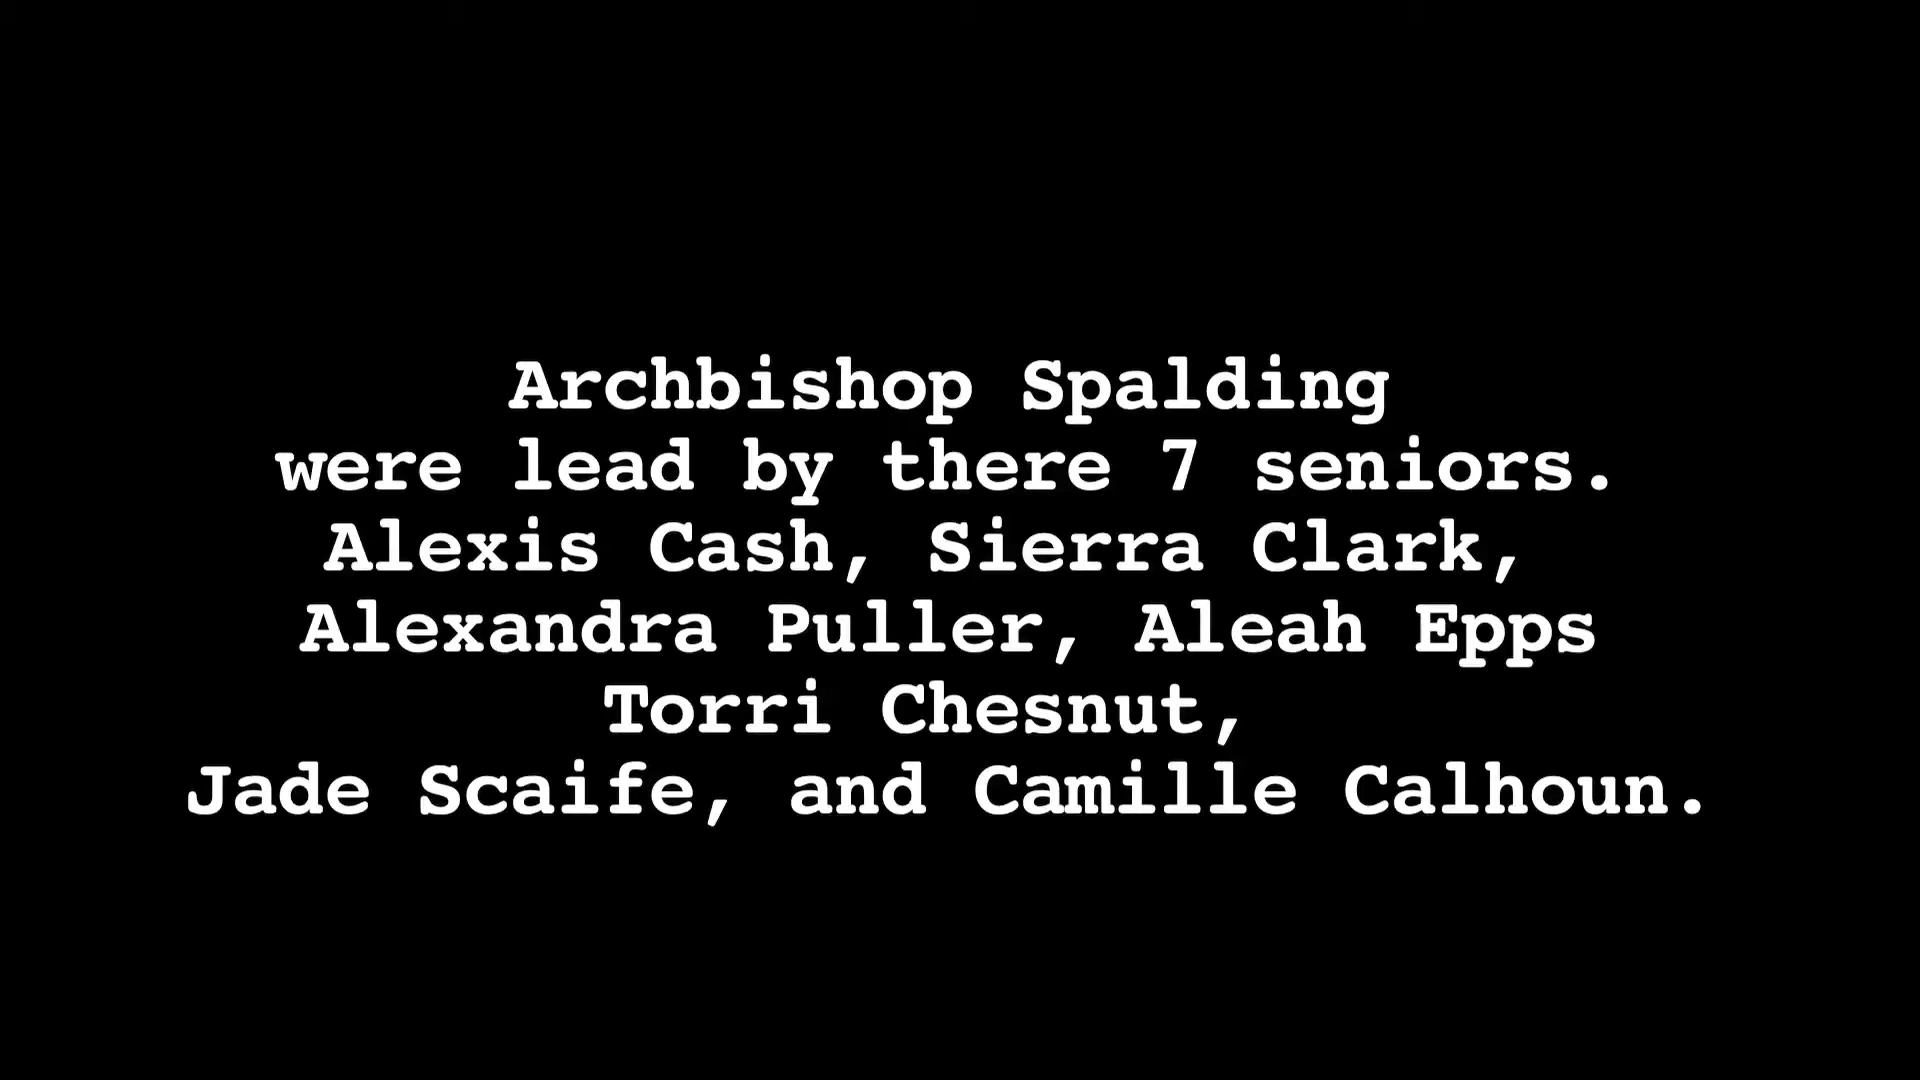 Archbishop Spalding
were lead by there 7 seniors.
Alexis Cash, Sierra Clark,
Alexandra Puller, Aleah Epps
Torri Chesnut,
Jade Scaife, and Camille Calhoun.